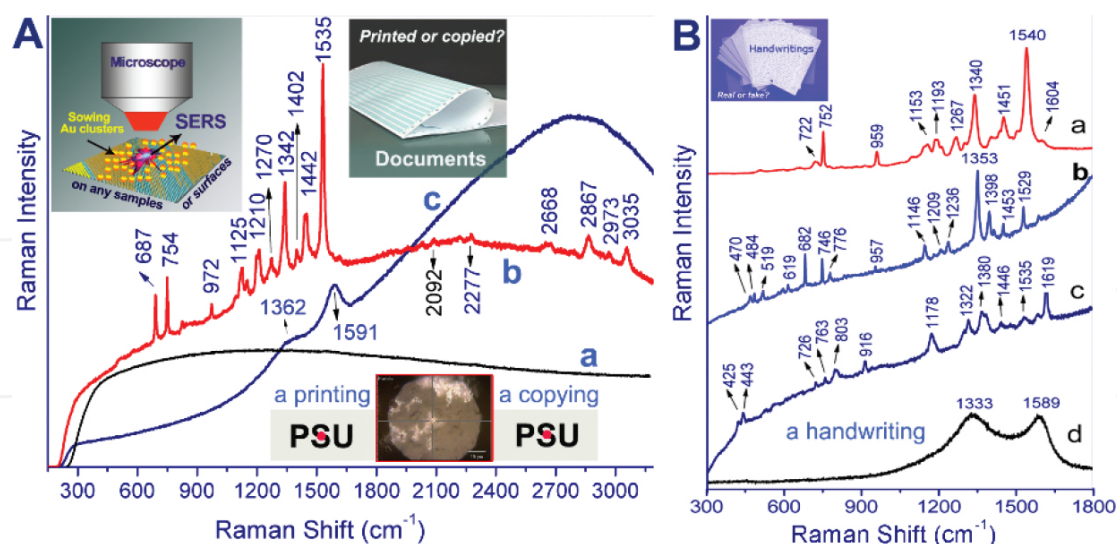 A
Microscope
Sowing
Au clusters
SERS
on any samples
or surfaces
Printed or copied?
Documents
Raman Intensity
687
754
972
1125
1210
1270
1342
1402
1442
1535
c
1362
1591
2092
2277
b
2668
2867
2973
3035
a
a printing
a copying
PSU
PSU
150 600 1050 1500 2100 2550 3000
300 900 1200 1800 2700
Raman Shift (cm-1)
B
Handwritings
Real or fake?
Raman Intensity
722
752
959
1153
1193
1267
1340
1451
1540
1604
a
470
484
519
619
682
746
776
957
1146
1209
1236
1353
1398
1453
1529
b
425
443
726
763
803
916
1178
1322
1380
1446
1535
1619
c
a handwriting
1333
1589
d
300 600 900 1200 1500 1800
Raman Shift (cm-1)